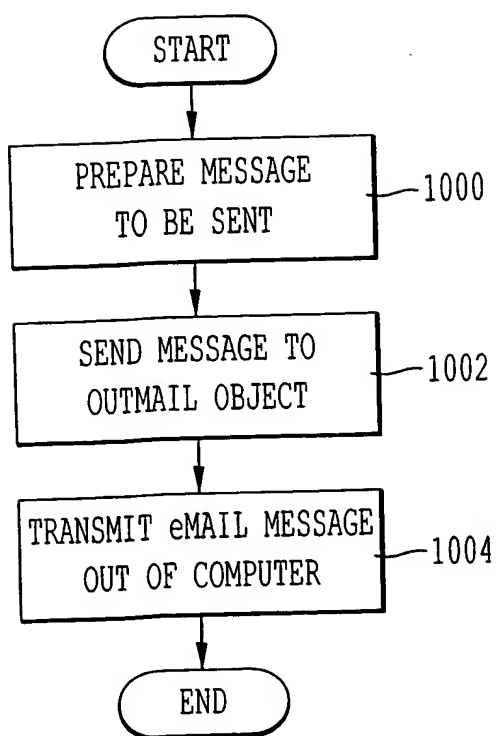 START
PREPARE MESSAGE
TO BE SENT
1000
SEND MESSAGE TO
OUTMAIL OBJECT
1002
TRANSMIT eMAIL MESSAGE
OUT OF COMPUTER
1004
END